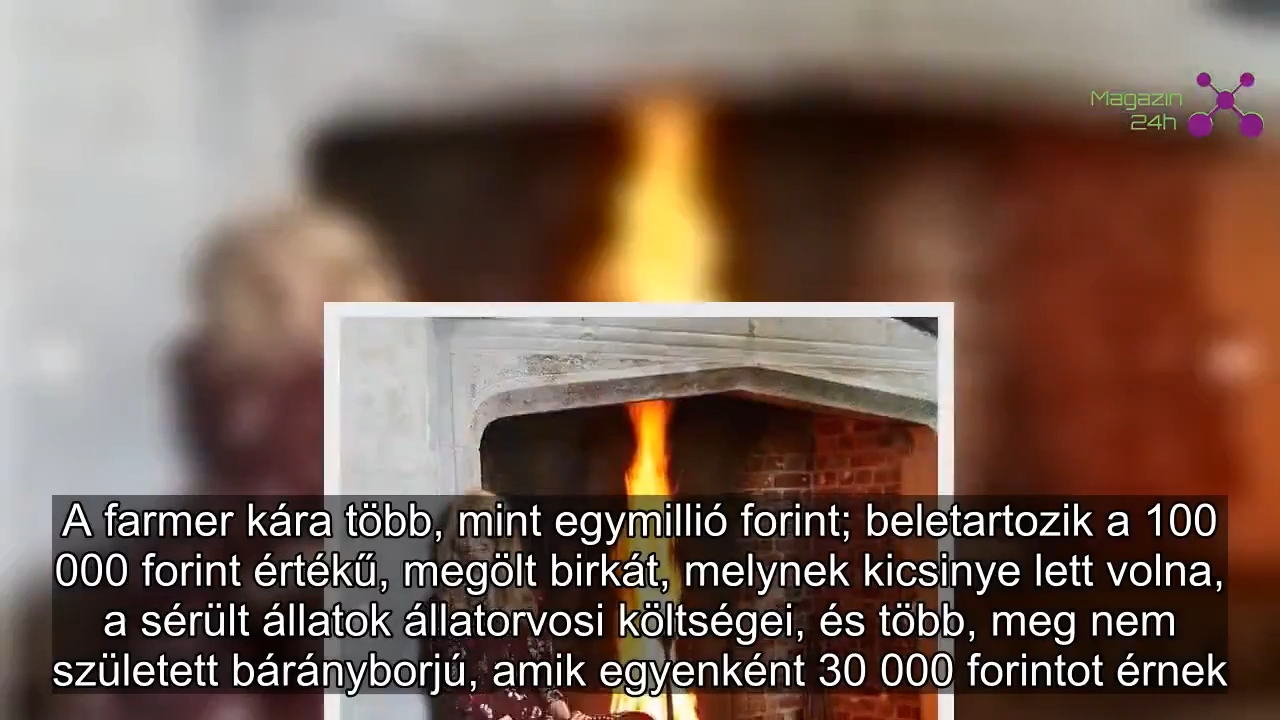 Magazin
24h
A farmer kára több, mint egymillió forint; beletartozik a 100
000 forint értékű, megölt birkát, melynek kicsinye lett volna,
a sérült állatok állatorvosi költségei, és több, meg nem
született bárányborjú, amik egyenként 30 000 forintot érnek